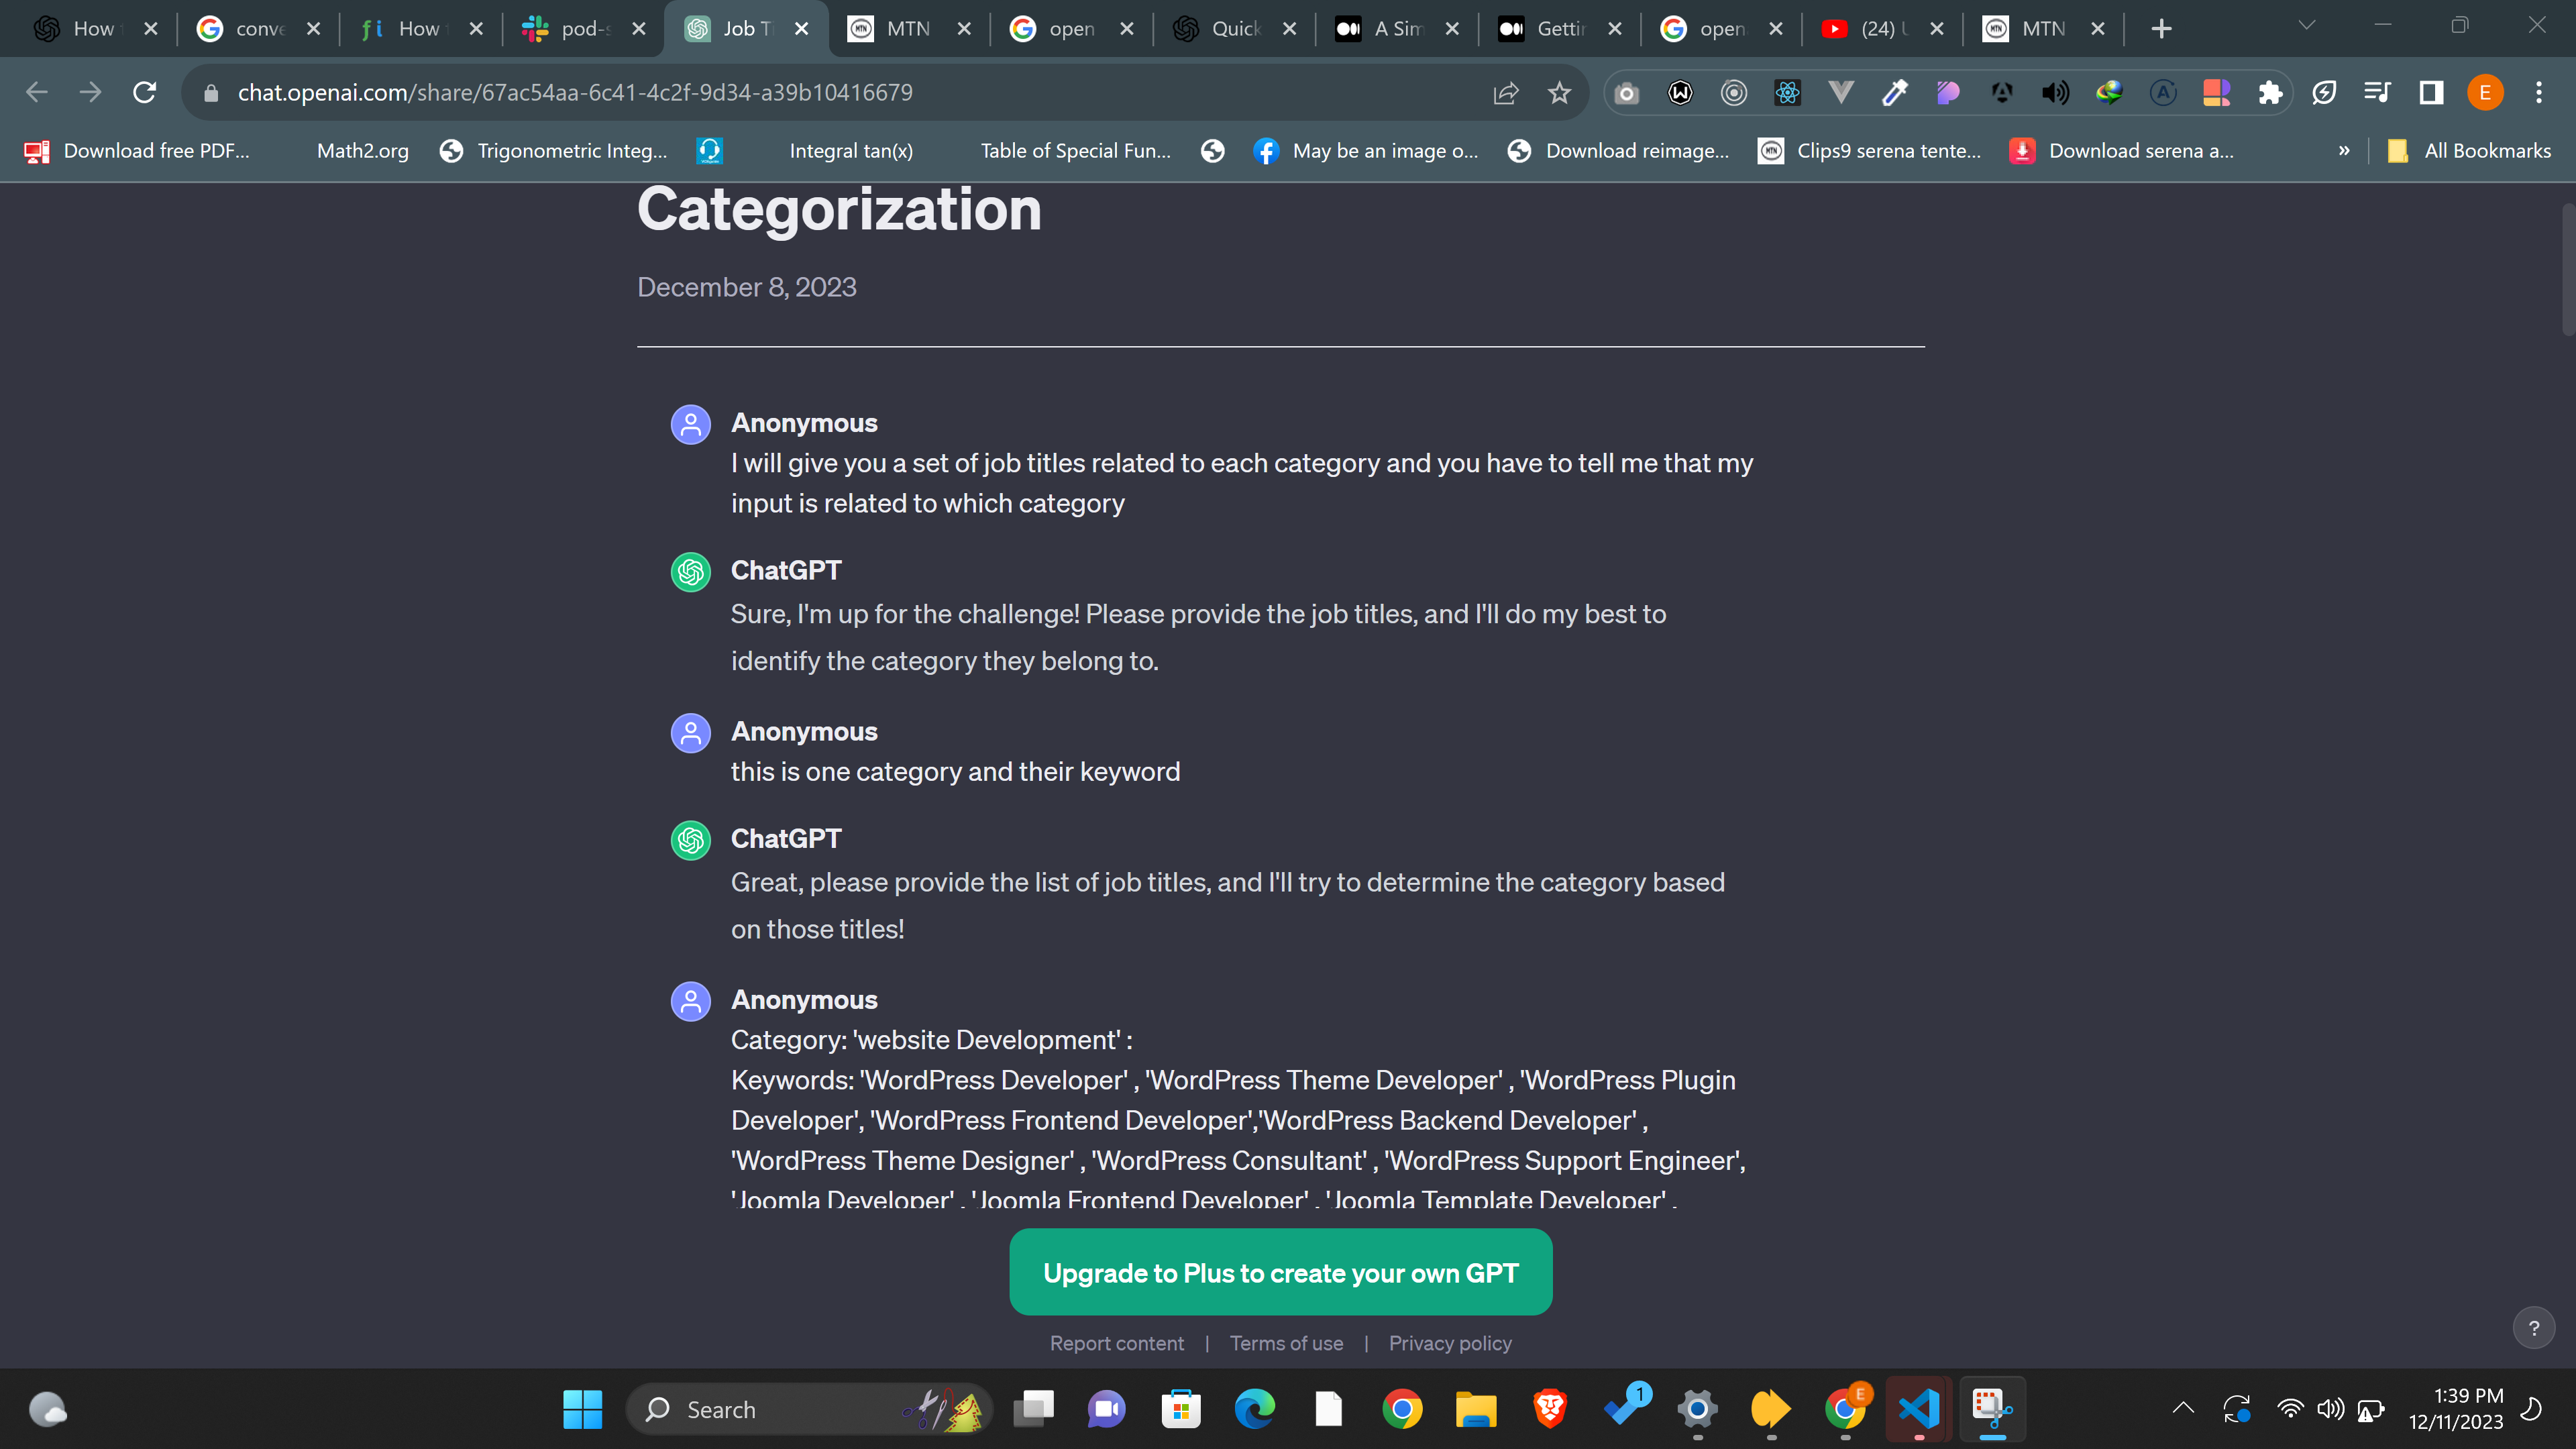 How
conve
How
pod-s
Job Ti
MTN
open
Quick
A Sim
Gettin
open
(24)
MTN
chat.openai.com/share/67ac54aa-6c41-4c2f-9d34-a39b10416679
E
Download free PDF...
Math2.org
Trigonometric Integ...
Integral tan(x)
Table of Special Fun...
May be an image o...
Download reimage...
Clips9 serena tente...
Download serena a...
»
All Bookmarks
Categorization
December 8, 2023
Anonymous
I will give you a set of job titles related to each category and you have to tell me that my
input is related to which category
ChatGPT
Sure, I'm up for the challenge! Please provide the job titles, and I'll do my best to
identify the category they belong to.
Anonymous
this is one category and their keyword
ChatGPT
Great, please provide the list of job titles, and I'll try to determine the category based
on those titles!
Anonymous
Category: 'website Development' :
Keywords: 'WordPress Developer' , 'WordPress Theme Developer' , 'WordPress Plugin
Developer', 'WordPress Frontend Developer','WordPress Backend Developer' ,
'WordPress Theme Designer' , 'WordPress Consultant' , 'WordPress Support Engineer',
'Joomla Developer' , 'Joomla Frontend Developer' , 'Joomla Template Developer' ,
Upgrade to Plus to create your own GPT
Report content | Terms of use | Privacy policy
?
Search
1
E
1:39 PM
12/11/2023